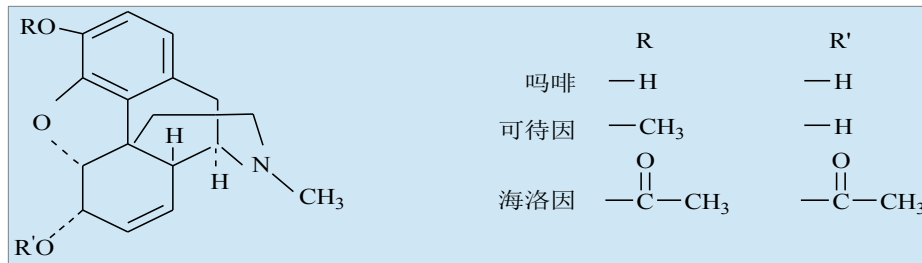 RO
O
H
H
N
CH₃
R'O
R R'
吗啡 —H —H
可待因 —CH₃ —H
海洛因 —C(=O)—CH₃ —C(=O)—CH₃